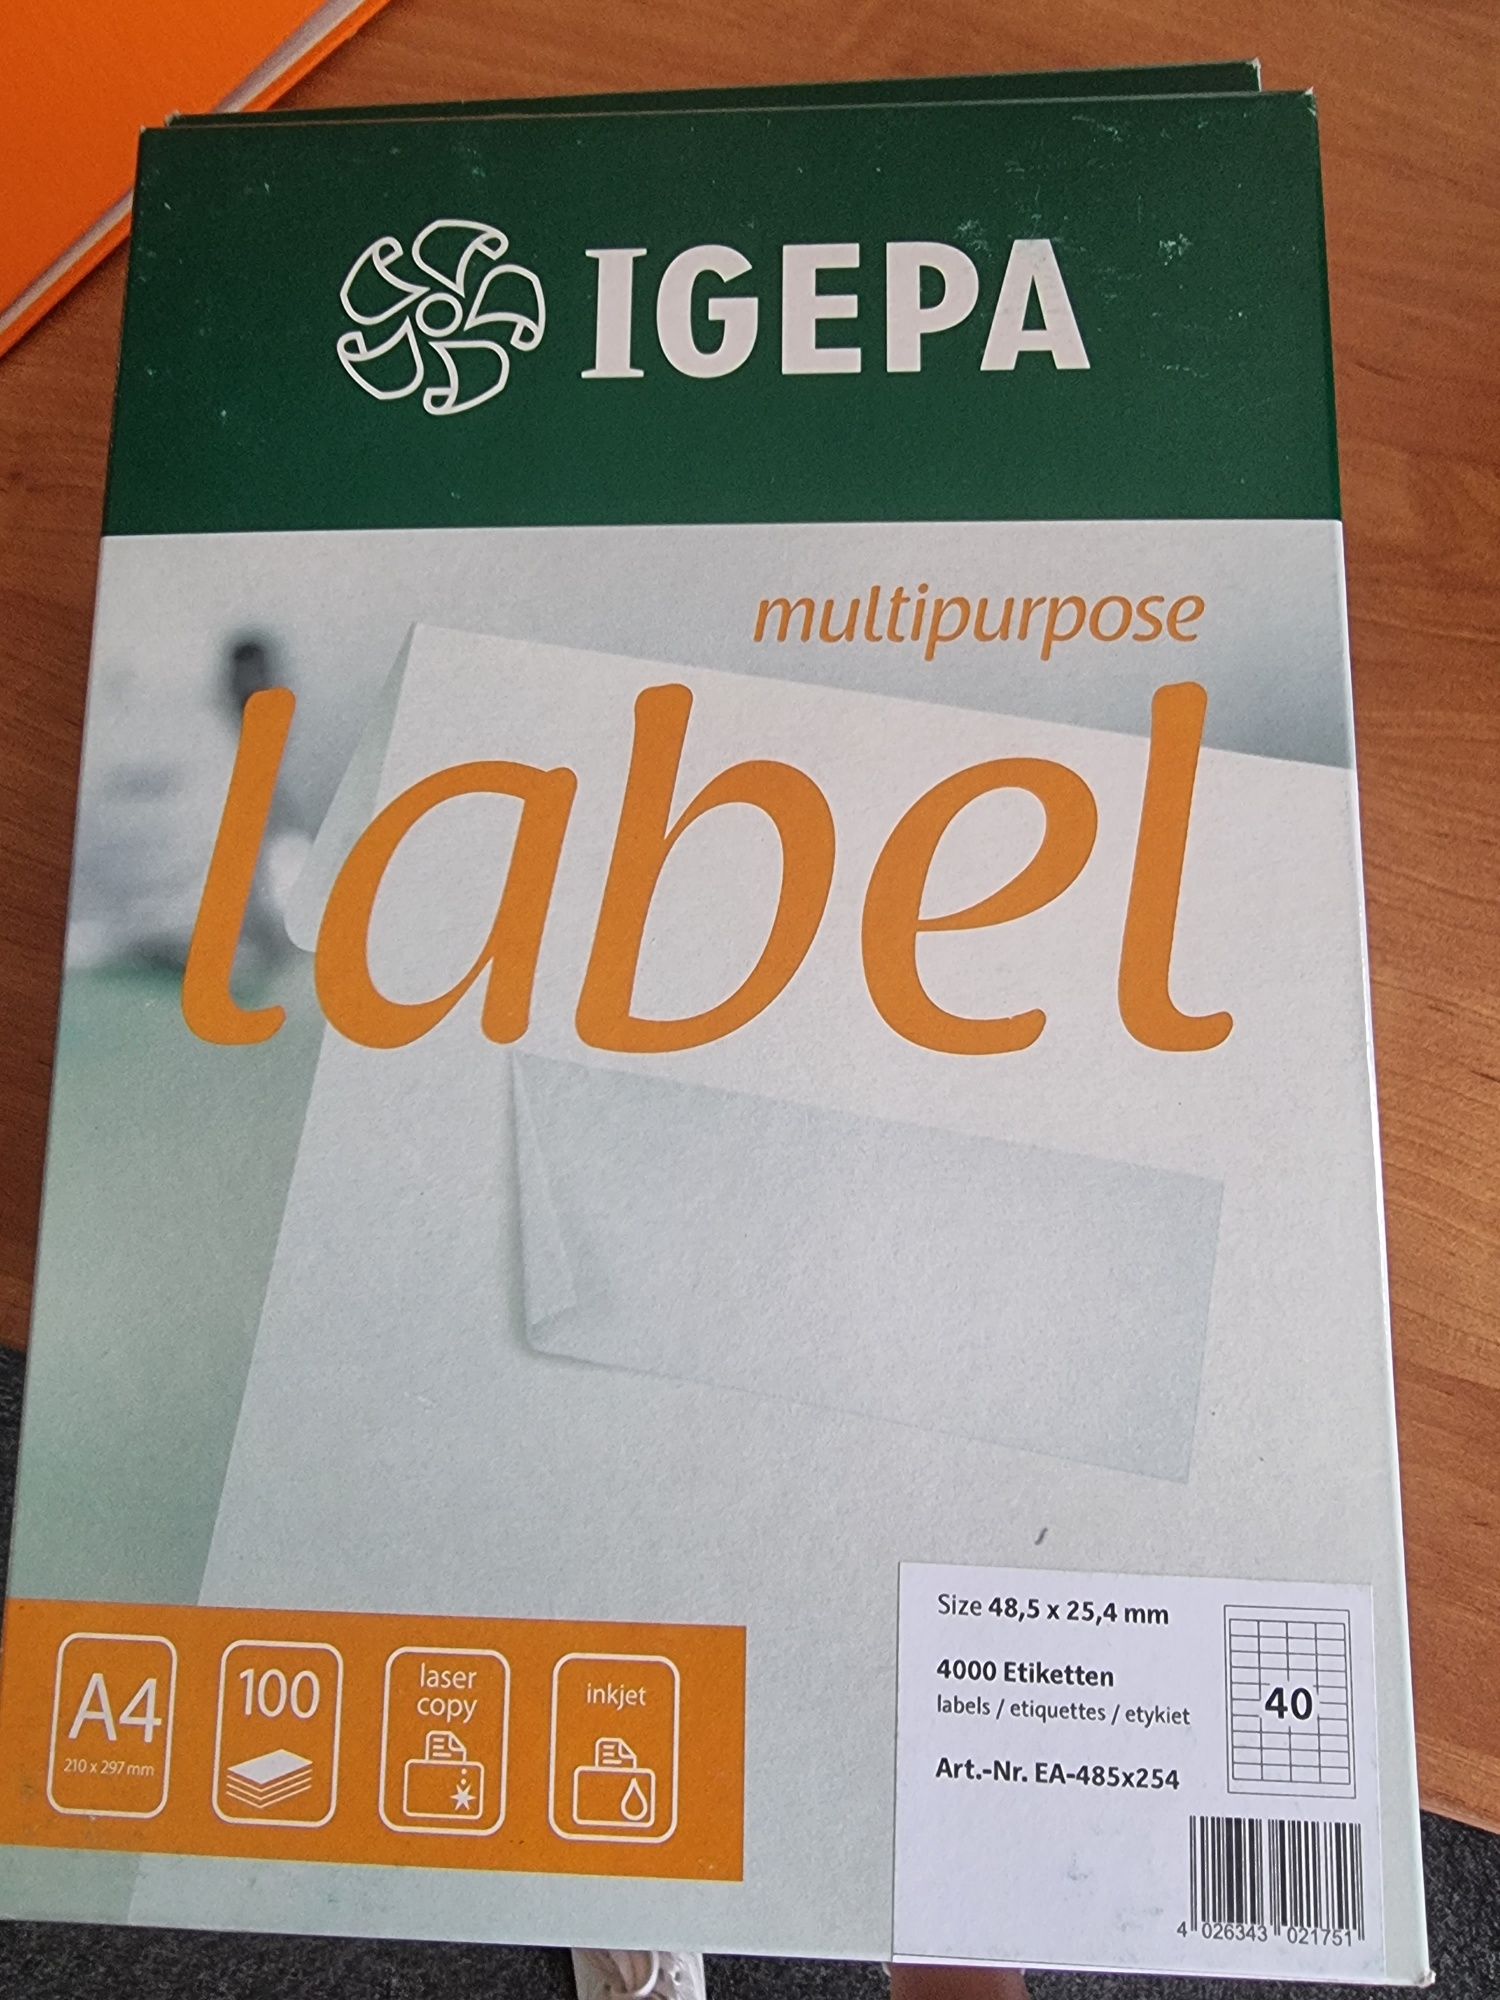 IGEPA
multipurpose
label
A4
210 x 297 mm
100
laser
copy
inkjet
Size 48,5 x 25,4 mm
4000 Etiketten
labels / etiquettes / etykiet
Art.-Nr. EA-485x254
40
4 026343 021751